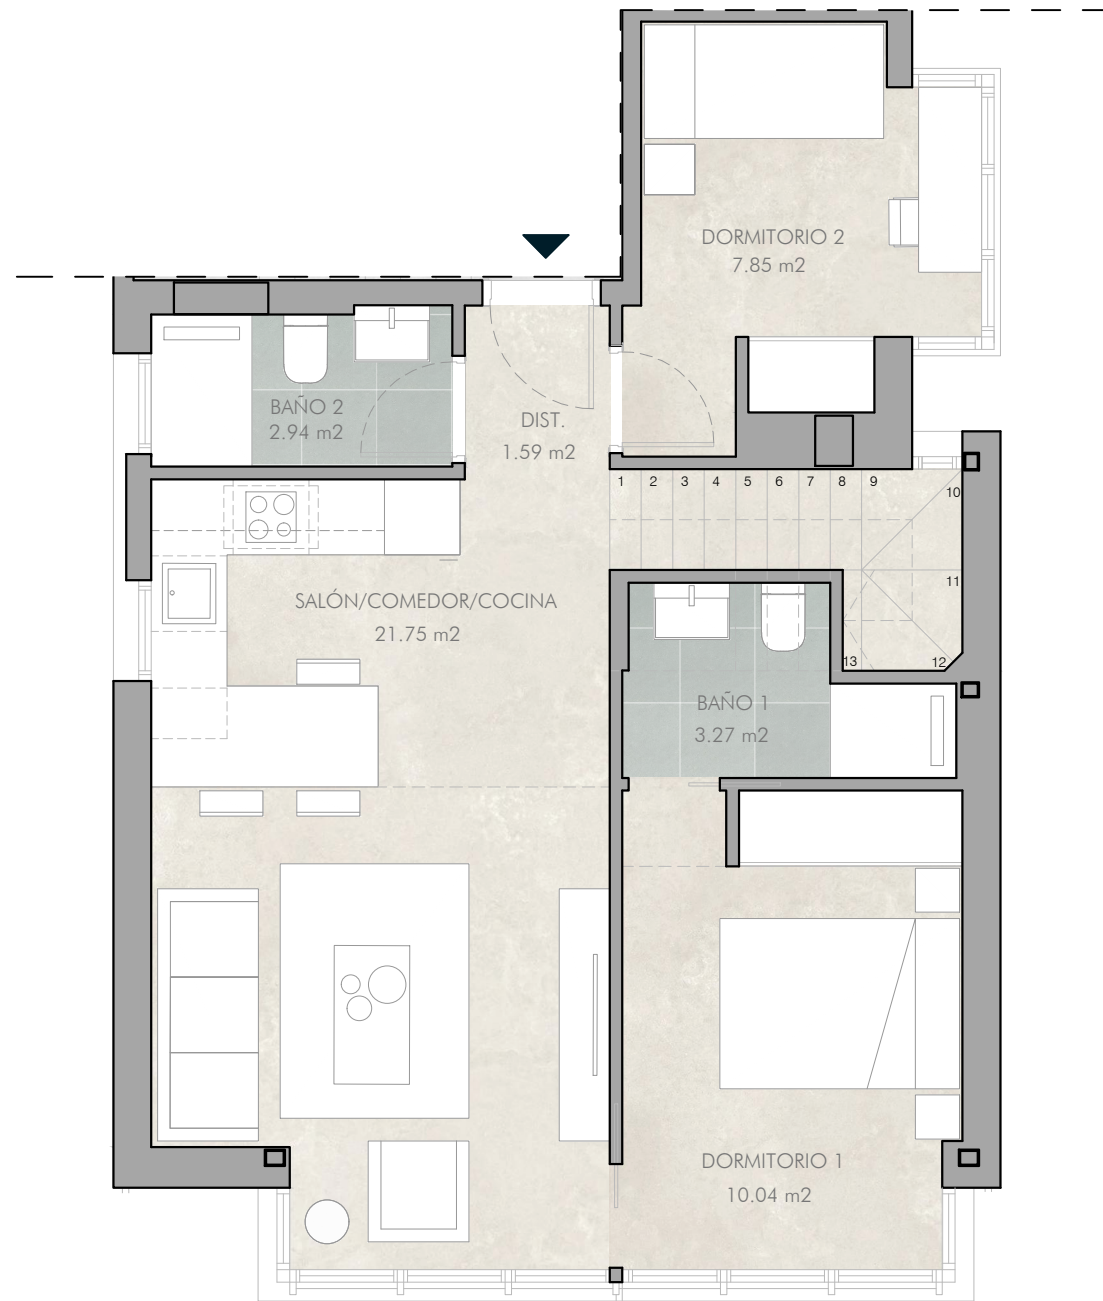 DORMITORIO 2
7.85 m2
BAÑO 2
2.94 m2
DIST.
1.59 m2
1 2 3 4 5 6 7 8 9
10
11
12
13
SALÓN/COMEDOR/COCINA
21.75 m2
BAÑO 1
3.27 m2
DORMITORIO 1
10.04 m2